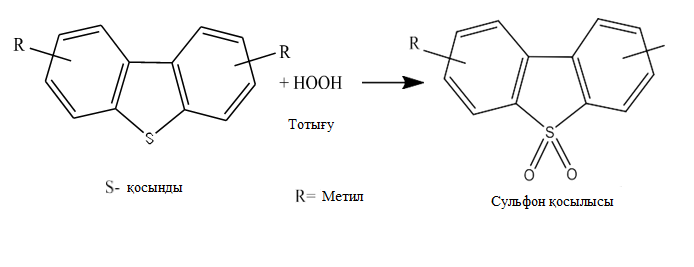 R
R
S
+ HOOH
Тотығу
S- қосынды
R= Метил
R
S
O O
Сульфон қосылысы